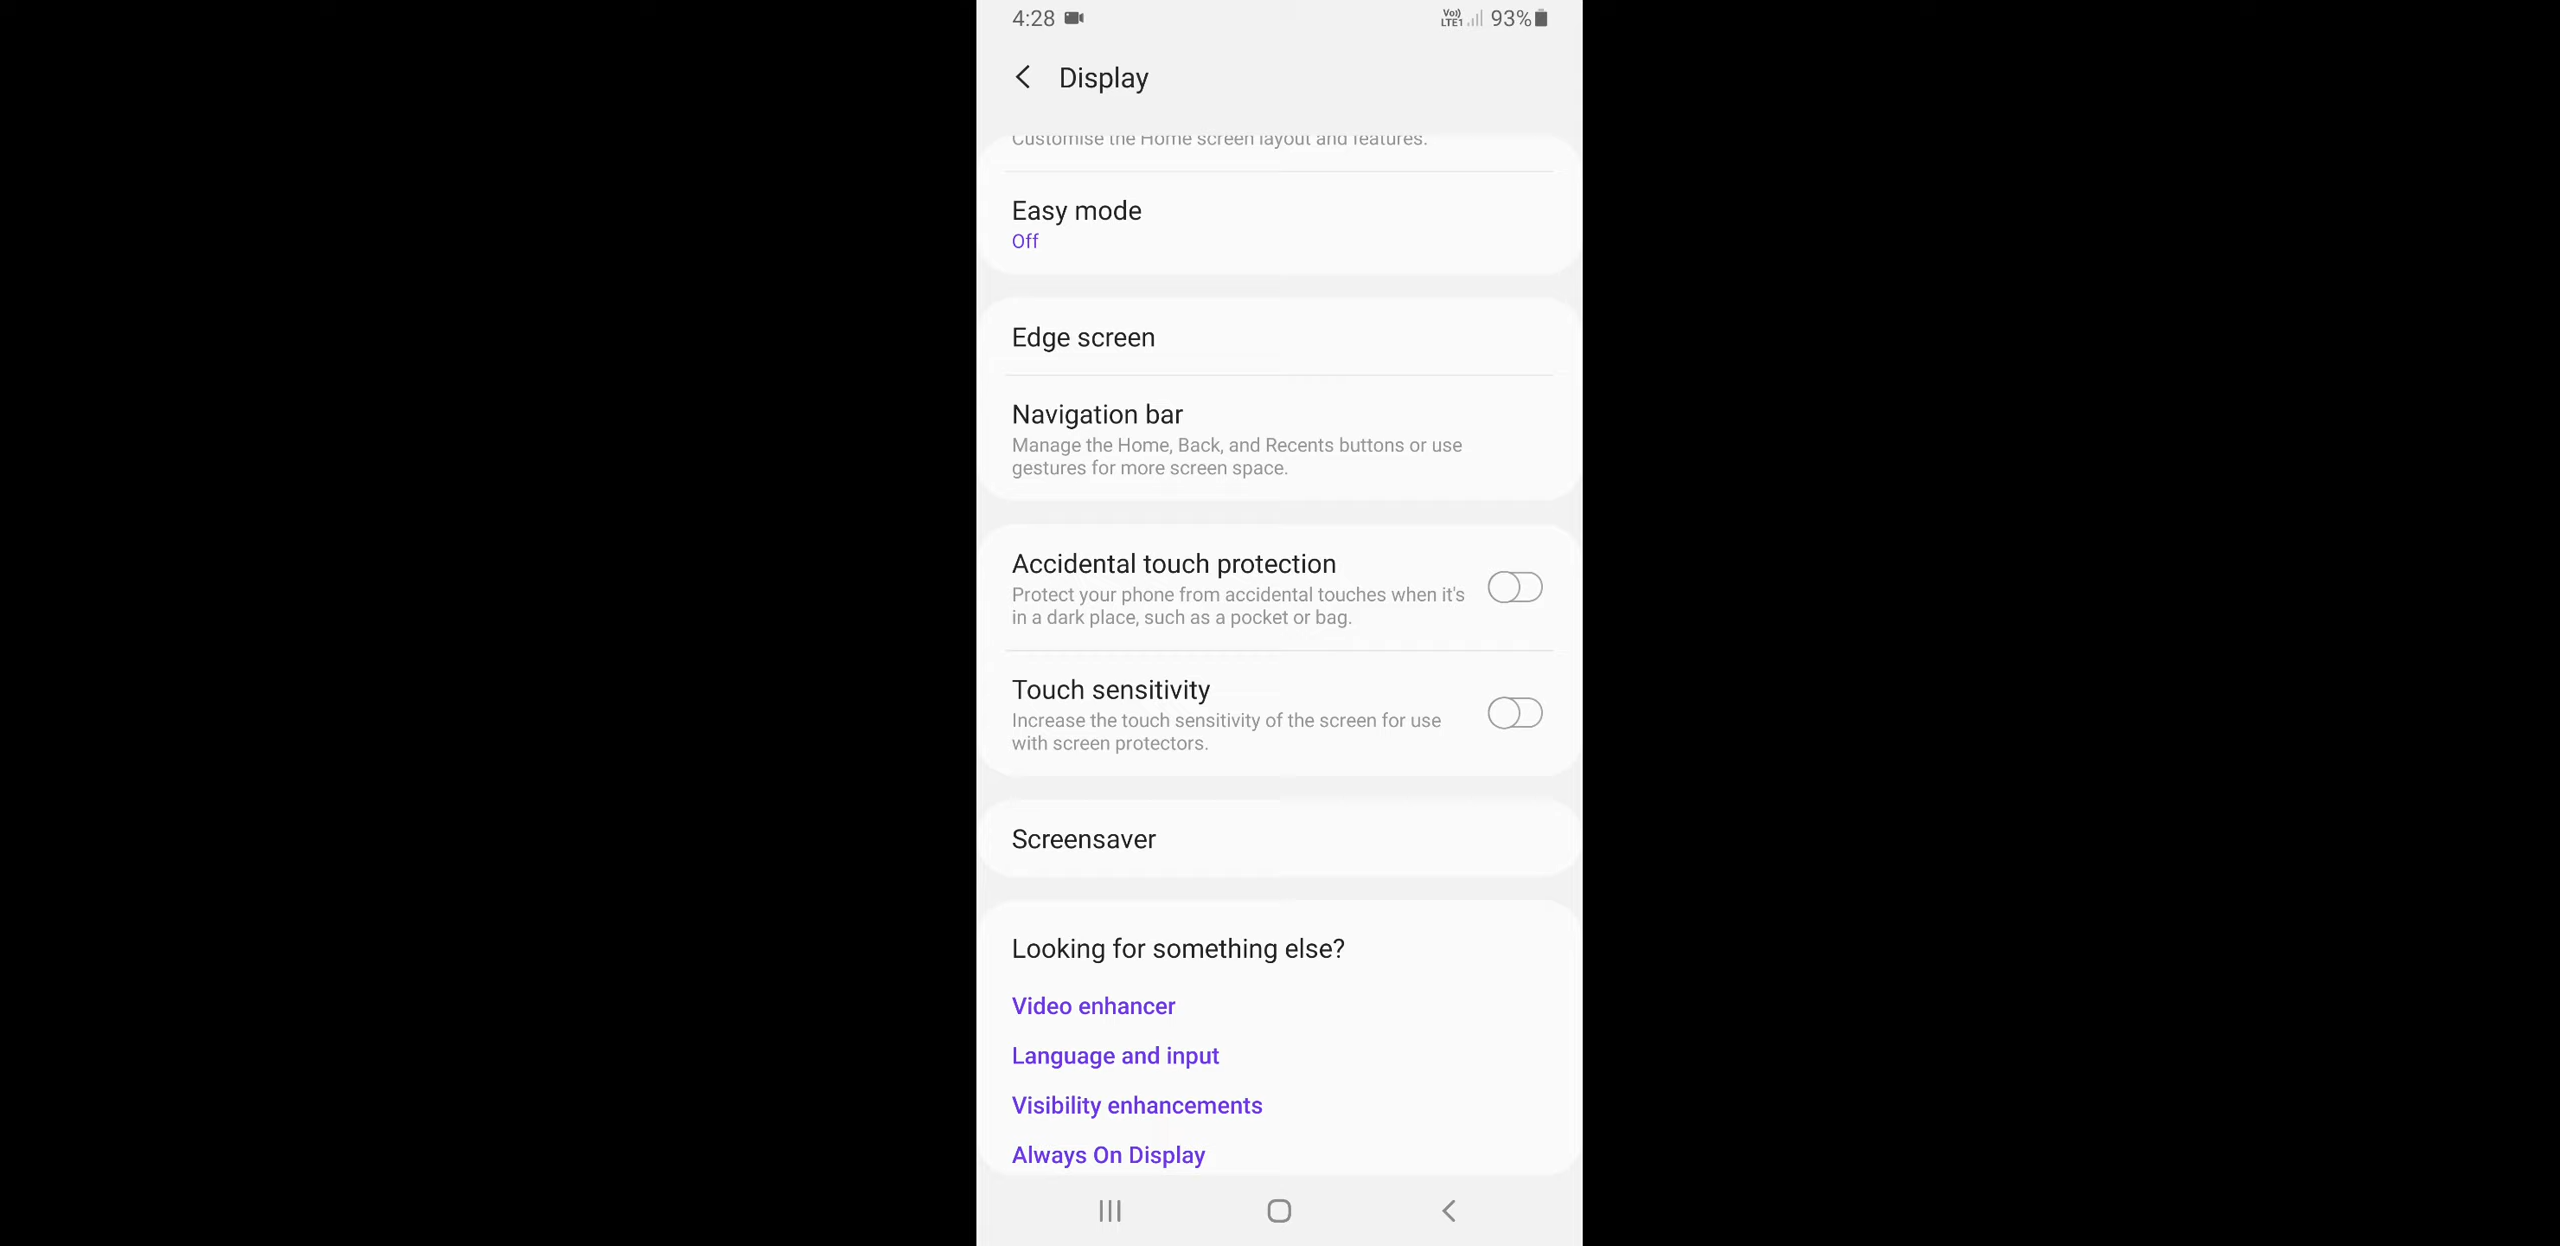 4:28
Vo)) LTE1 93%
Display
Customise the Home screen layout and features.
Easy mode
Off
Edge screen
Navigation bar
Manage the Home, Back, and Recents buttons or use
gestures for more screen space.
Accidental touch protection
Protect your phone from accidental touches when it's
in a dark place, such as a pocket or bag.
Touch sensitivity
Increase the touch sensitivity of the screen for use
with screen protectors.
Screensaver
Looking for something else?
Video enhancer
Language and input
Visibility enhancements
Always On Display